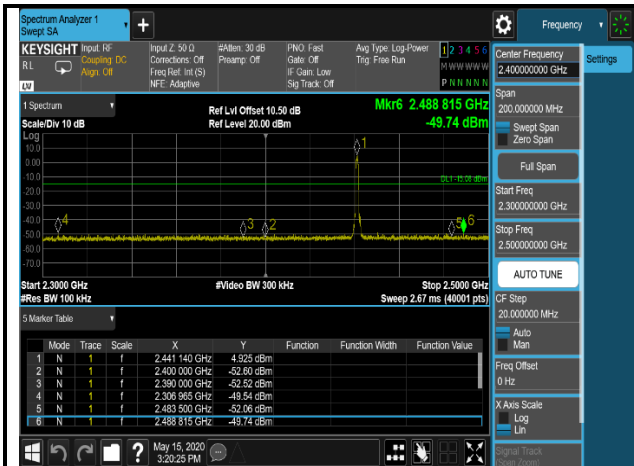 Spectrum Analyzer 1
Swept SA
+
Frequency
KEYSIGHT
RL
LXI
Input: RF
Coupling: DC
Align: Off
Input Z: 50 Ω
Corrections: Off
Freq Ref: Int (S)
NFE: Adaptive
#Atten: 30 dB
Preamp: Off
PNO: Fast
Gate: Off
IF Gain: Low
Sig Track: Off
Avg Type: Log-Power
Trig: Free Run
1 2 3 4 5 6
M W W W W W
P N N N N N
1 Spectrum
Scale/Div 10 dB
Ref Lvl Offset 10.50 dB
Ref Level 20.00 dBm
Mkr6 2.488 815 GHz
-49.74 dBm
Log
10.0
0.00
-10.0
-20.0
-30.0
-40.0
-50.0
-60.0
-70.0
1
4
3
2
5
6
Start 2.3000 GHz
#Res BW 100 kHz
#Video BW 300 kHz
Stop 2.5000 GHz
Sweep 2.67 ms (40001 pts)
5 Marker Table
Mode Trace Scale X Y Function Function Width Function Value
1 N 1 f 2.441 140 GHz 4.925 dBm
2 N 1 f 2.400 000 GHz -52.60 dBm
3 N 1 f 2.390 000 GHz -52.52 dBm
4 N 1 f 2.306 965 GHz -49.54 dBm
5 N 1 f 2.483 500 GHz -52.06 dBm
6 N 1 f 2.488 815 GHz -49.74 dBm
?
May 15, 2020
3:20:25 PM
Center Frequency
2.400000000 GHz
Settings
Span
200.000000 MHz
Swept Span
Zero Span
Full Span
Start Freq
2.300000000 GHz
Stop Freq
2.500000000 GHz
AUTO TUNE
CF Step
20.000000 MHz
Auto
Man
Freq Offset
0 Hz
X Axis Scale
Log
Lin
Signal Track
(Span Zoom)